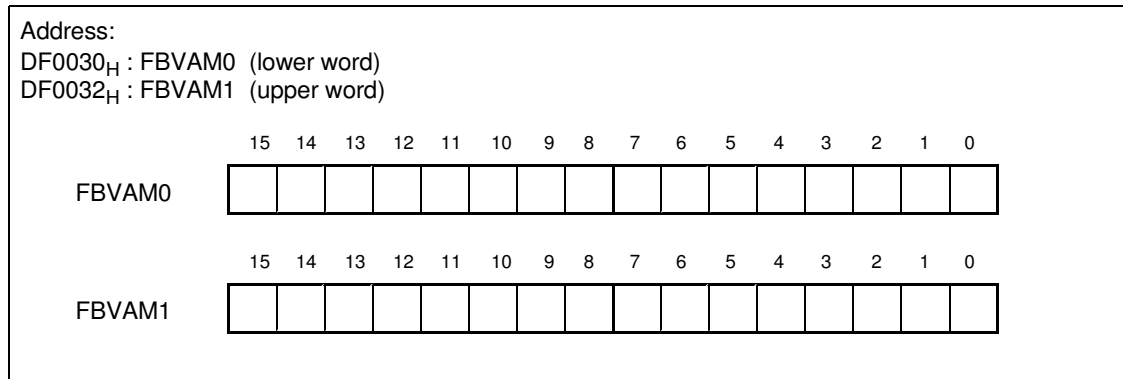 Address:
DF0030H : FBVAM0 (lower word)
DF0032H : FBVAM1 (upper word)
15 14 13 12 11 10 9 8 7 6 5 4 3 2 1 0
FBVAM0
15 14 13 12 11 10 9 8 7 6 5 4 3 2 1 0
FBVAM1